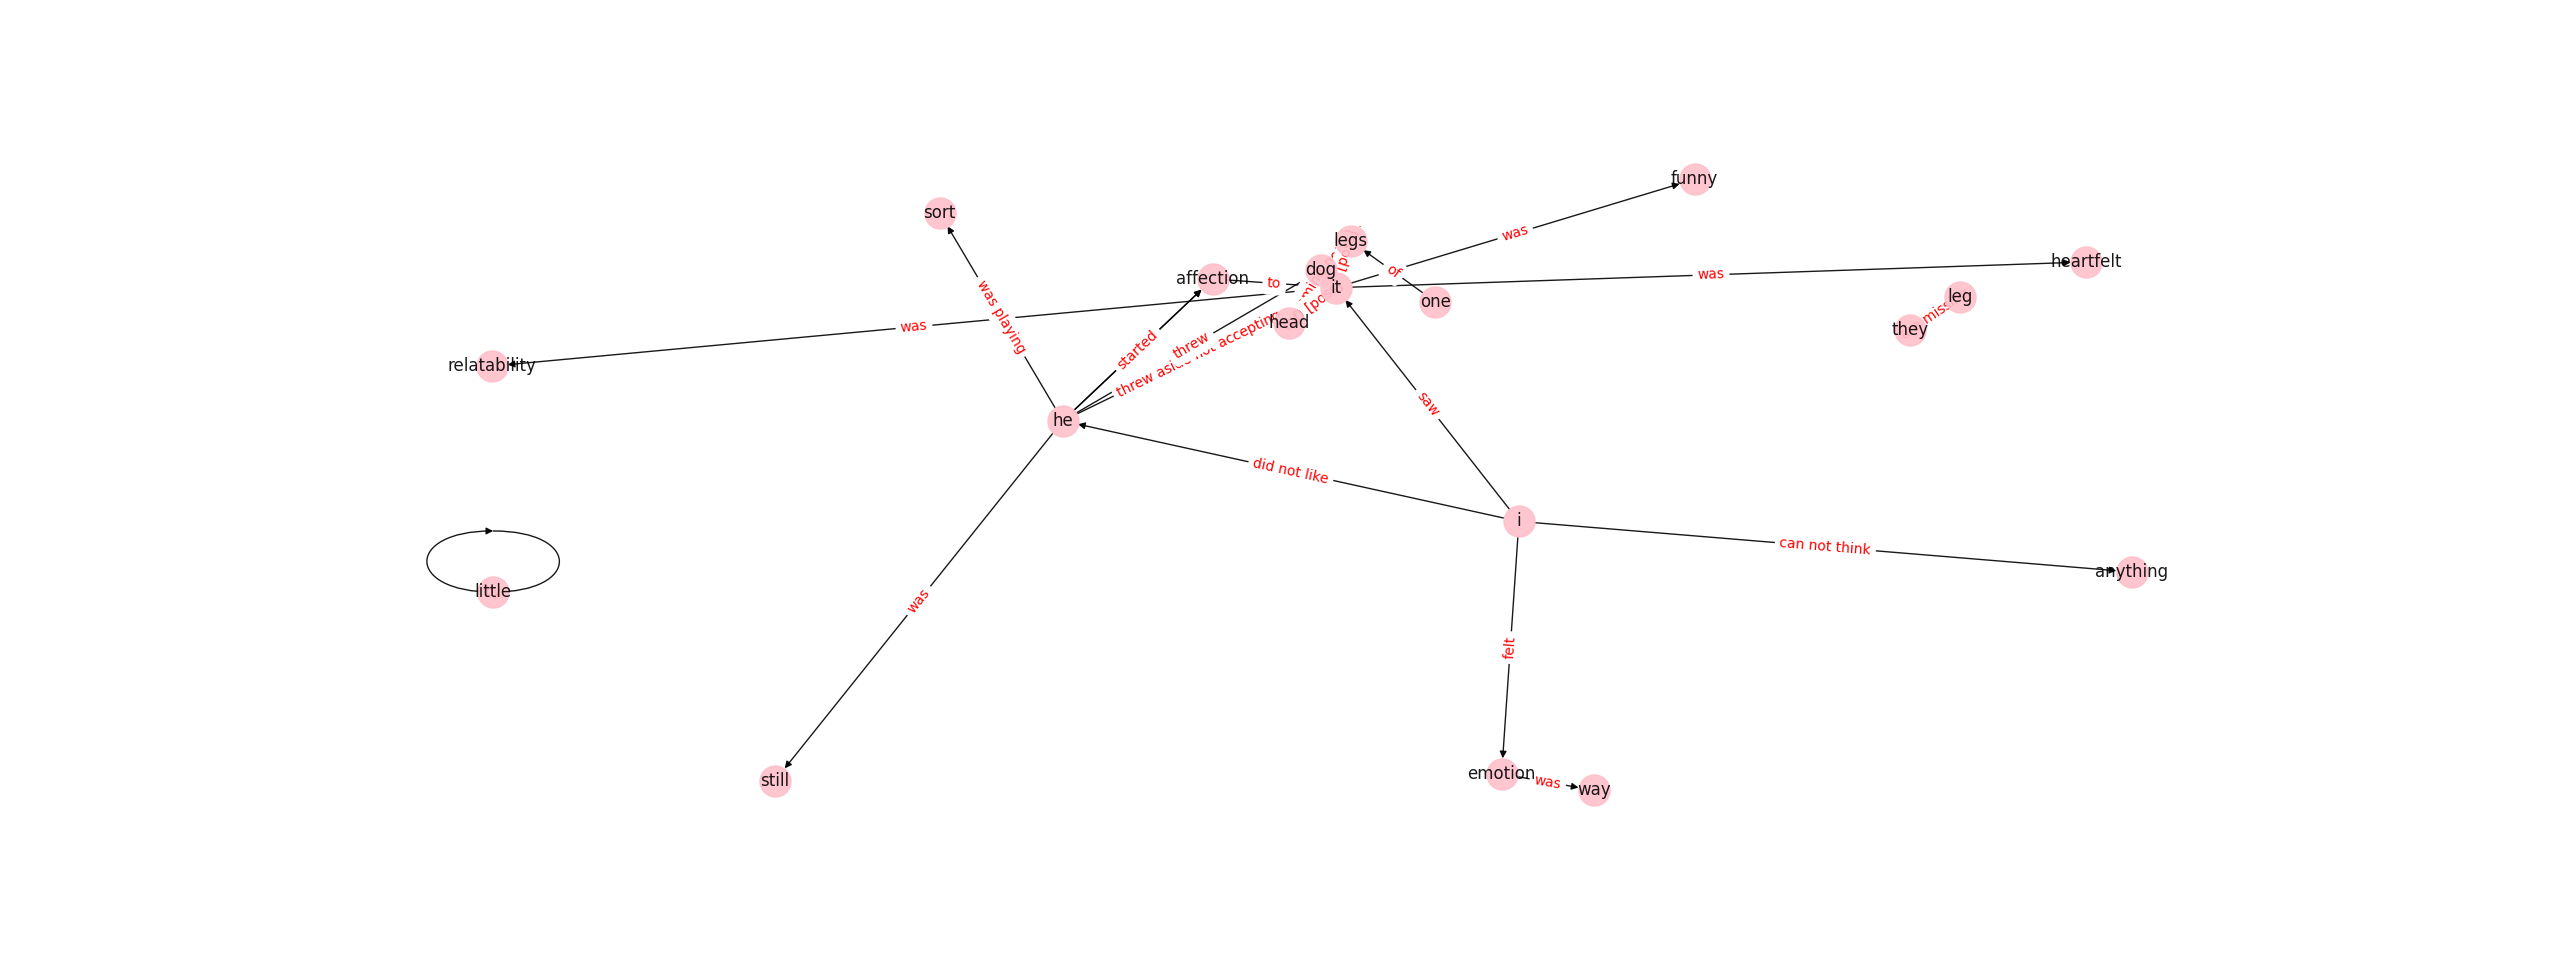 funny
sort
was
legs
of
dog
heartfelt
was
affection
to
it
leg
one
they
miss
was playing
head
was
started
threw
threw aside
not accepting
relatability
saw
he
did not like
i
can not think
anything
little
was
felt
emotion
was
way
still